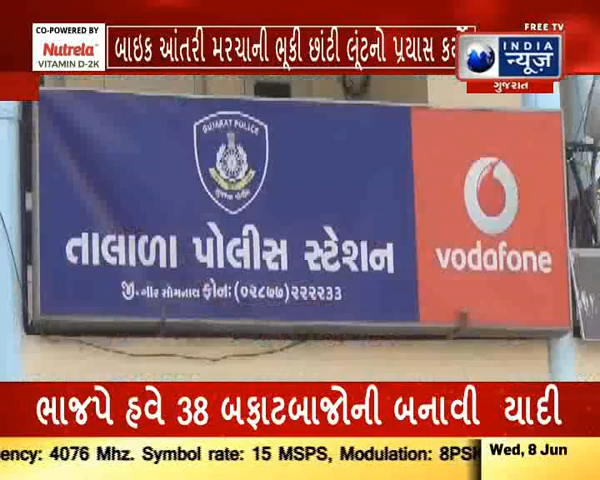 CO-POWERED BY
Nutrela
VITAMIN D-2K
બાઇક આંતરી મરચાની ભૂકી છાંટી લૂંટનો પ્રયાસ
FREE TV
INDIA
ન્યૂઝ
ગુજરાત
GUJARAT POLICE
તાલાળા પોલીસ સ્ટેશન
જી.ગીર સોમનાથ ફોન:(૦૨૮૭૭)૨૨૨૨૩૩
vodafone
ભાજપે હવે 38 બફાટબાજોની બનાવી યાદી
ency: 4076 Mhz. Symbol rate: 15 MSPS, Modulation: 8PSK
Wed, 8 Jun